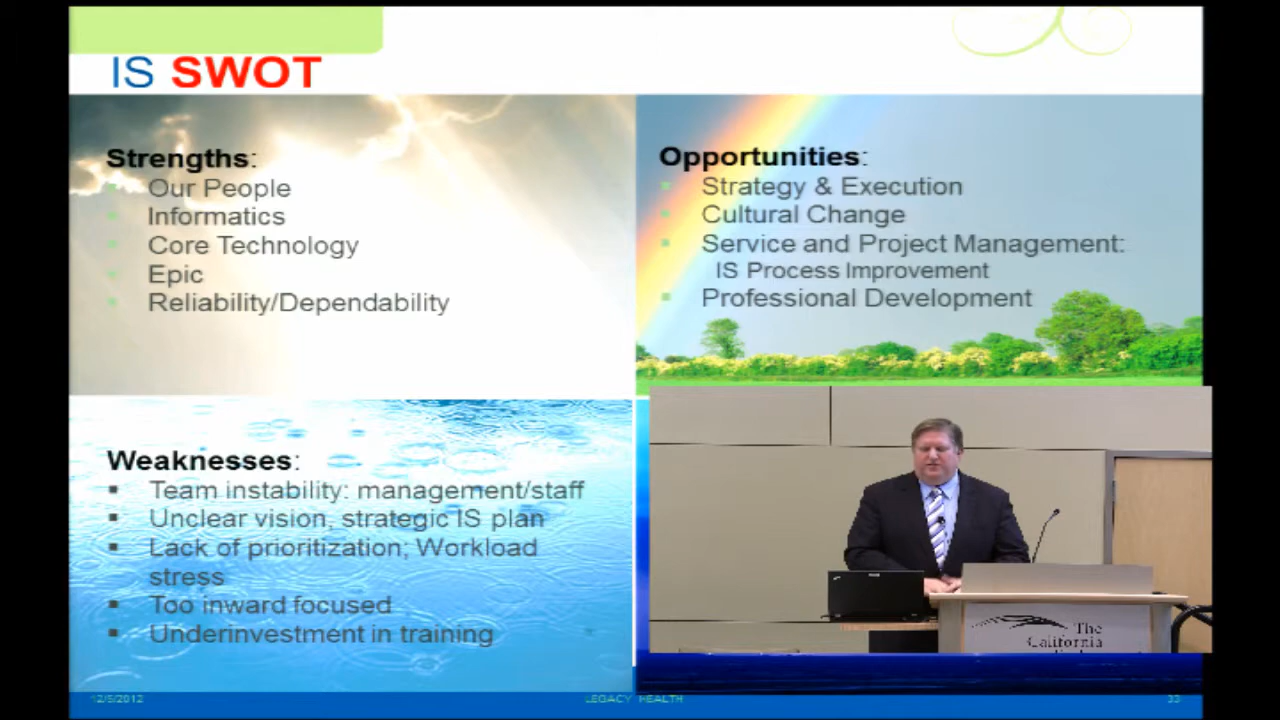 IS SWOT
Strengths:
Our People
Informatics
Core Technology
Epic
Reliability/Dependability
Opportunities:
Strategy & Execution
Cultural Change
Service and Project Management:
IS Process Improvement
Professional Development
Weaknesses:
Team instability: management/staff
Unclear vision, strategic IS plan
Lack of prioritization; Workload
stress
Too inward focused
Underinvestment in training
The
California
12/5/2012
LEGACY HEALTH
33